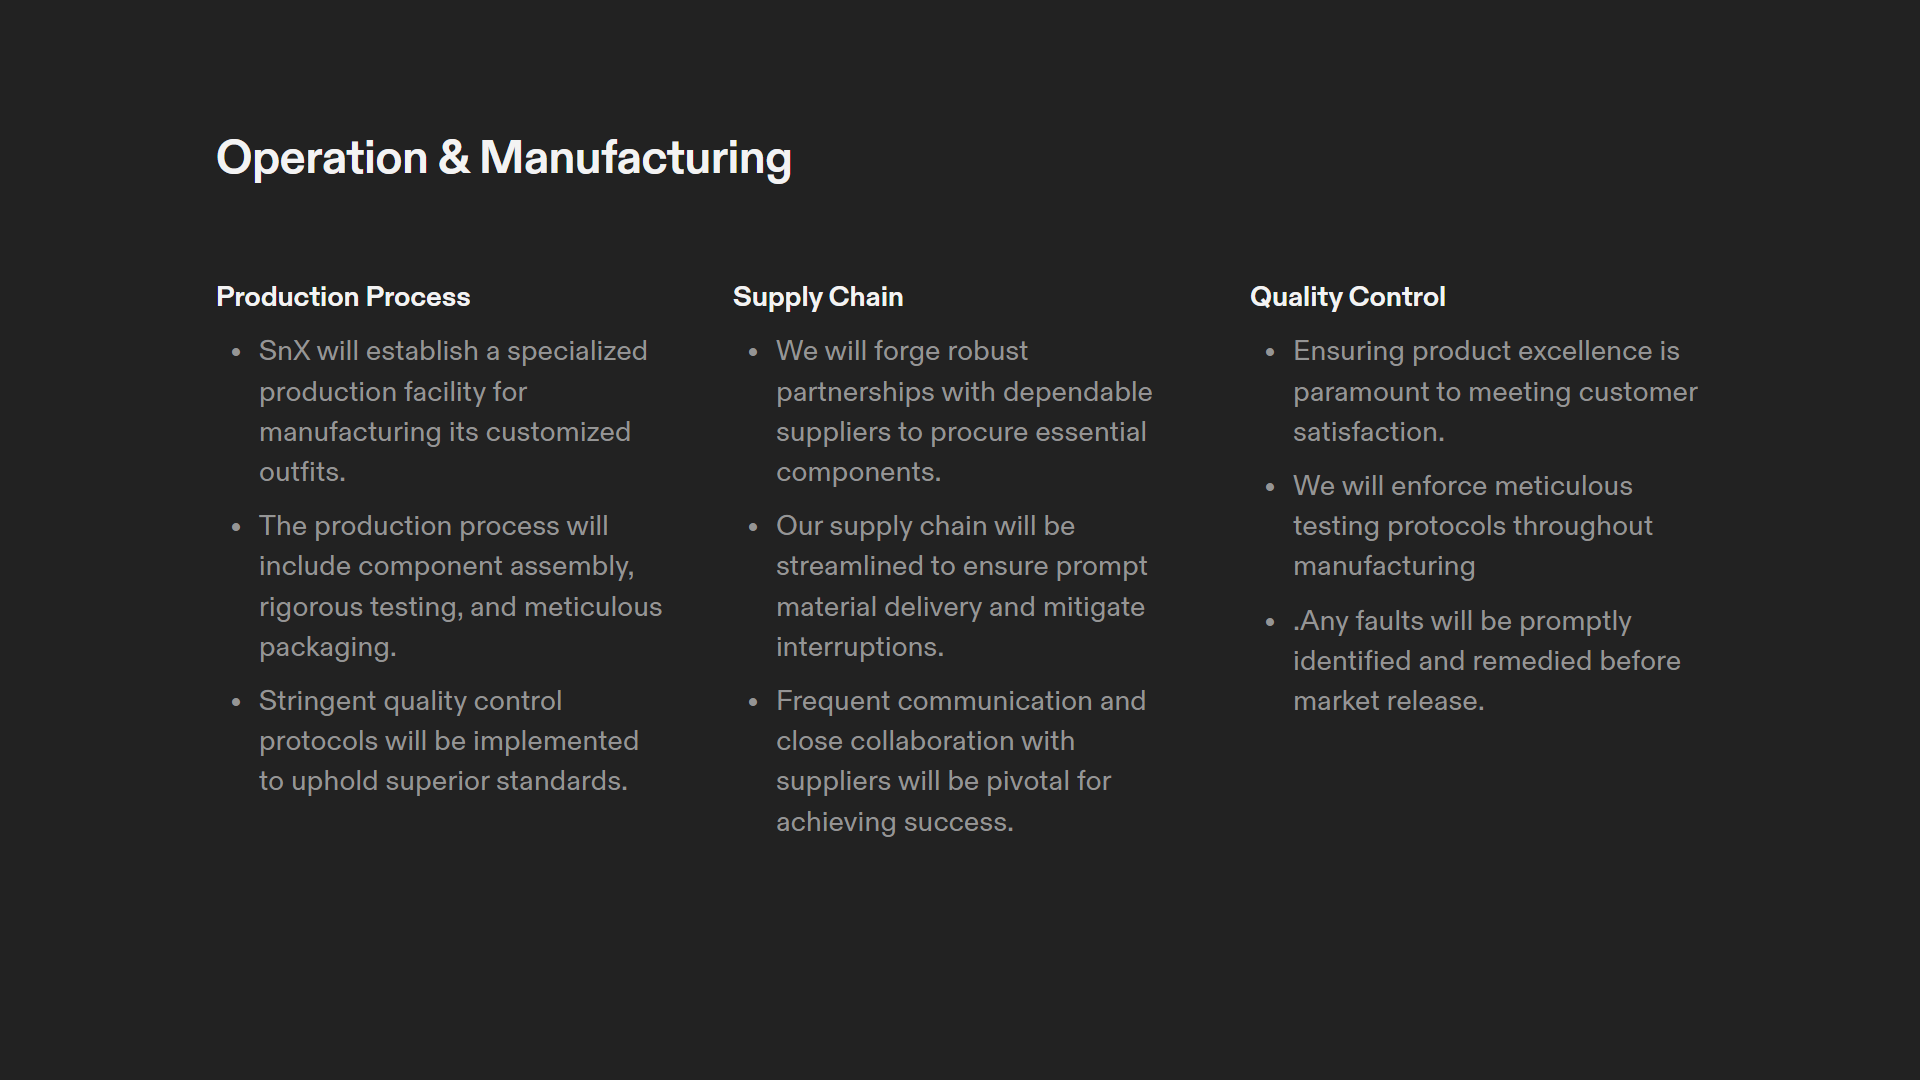 Operation & Manufacturing
Production Process
• SnX will establish a specialized
production facility for
manufacturing its customized
outfits.
• The production process will
include component assembly,
rigorous testing, and meticulous
packaging.
• Stringent quality control
protocols will be implemented
to uphold superior standards.
Supply Chain
• We will forge robust
partnerships with dependable
suppliers to procure essential
components.
• Our supply chain will be
streamlined to ensure prompt
material delivery and mitigate
interruptions.
• Frequent communication and
close collaboration with
suppliers will be pivotal for
achieving success.
Quality Control
• Ensuring product excellence is
paramount to meeting customer
satisfaction.
• We will enforce meticulous
testing protocols throughout
manufacturing
• .Any faults will be promptly
identified and remedied before
market release.